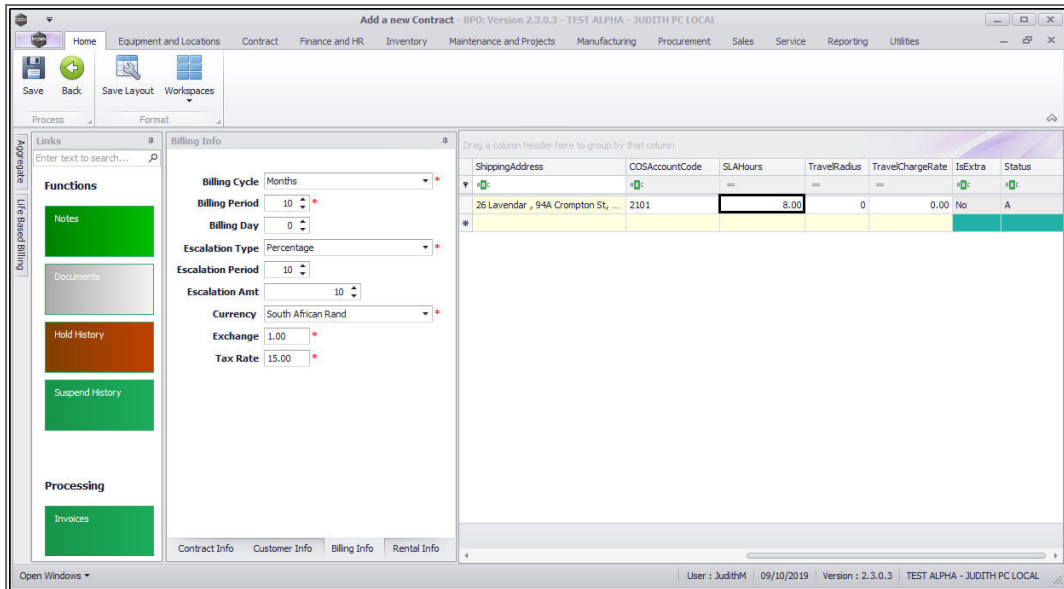 Add a new Contract - BPO: Version 2.3.0.3 - TEST ALPHA - JUDITH PC LOCAL
Home Equipment and Locations Contract Finance and HR Inventory Maintenance and Projects Manufacturing Procurement Sales Service Reporting Utilities
Save Back Save Layout Workspaces
Process Format
Aggregate
Life Based Billing
Links
Enter text to search...
Functions
Notes
Documents
Hold History
Suspend History
Processing
Invoices
Billing Info
Billing Cycle Months *
Billing Period 10 *
Billing Day 0
Escalation Type Percentage *
Escalation Period 10
Escalation Amt 10
Currency South African Rand *
Exchange 1.00 *
Tax Rate 15.00 *
Contract Info Customer Info Billing Info Rental Info
Drag a column header here to group by that column
ShippingAddress COSAccountCode SLAHours TravelRadius TravelChargeRate IsExtra Status
26 Lavendar , 94A Crompton St, ... 2101 8.00 0 0.00 No A
Open Windows User : JudithM 09/10/2019 Version : 2.3.0.3 TEST ALPHA - JUDITH PC LOCAL